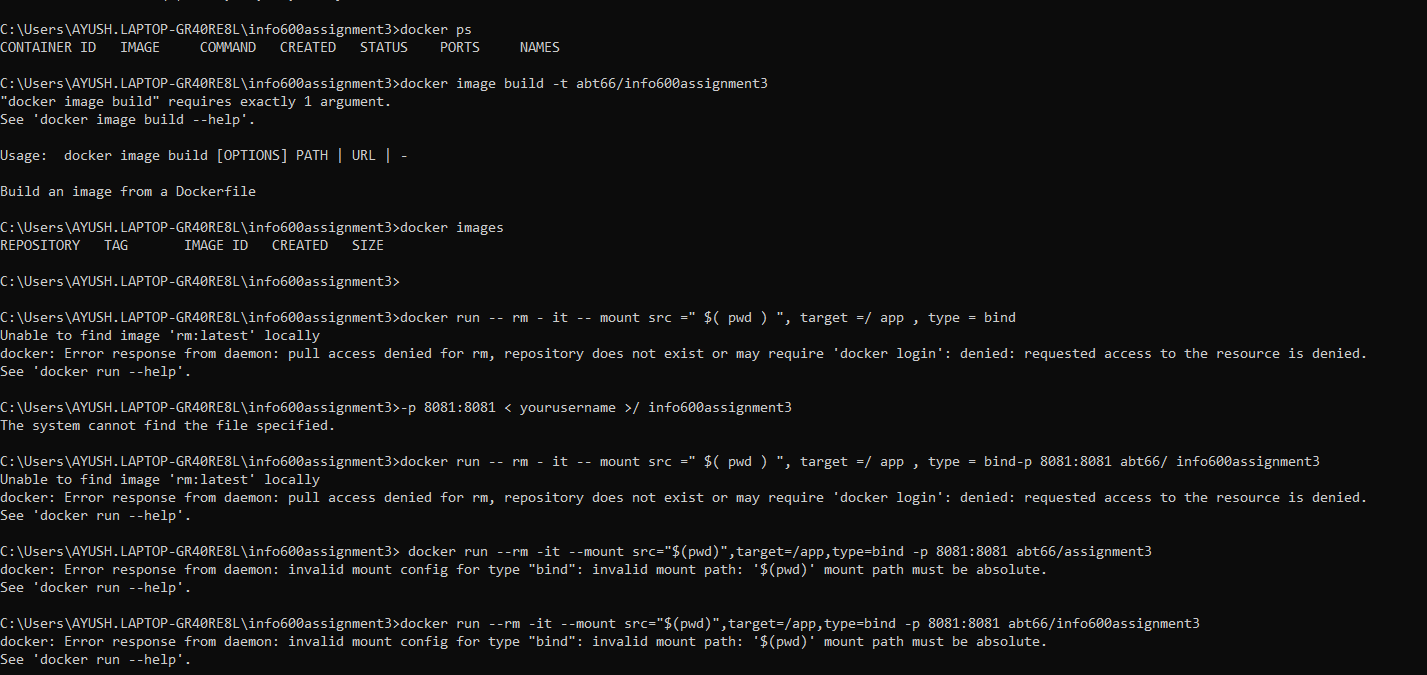 C:\Users\AYUSH.LAPTOP-GR40RE8L\info600assignment3>docker ps
CONTAINER ID   IMAGE     COMMAND   CREATED   STATUS    PORTS     NAMES
C:\Users\AYUSH.LAPTOP-GR40RE8L\info600assignment3>docker image build -t abt66/info600assignment3
"docker image build" requires exactly 1 argument.
See 'docker image build --help'.
Usage:  docker image build [OPTIONS] PATH | URL | -
Build an image from a Dockerfile
C:\Users\AYUSH.LAPTOP-GR40RE8L\info600assignment3>docker images
REPOSITORY   TAG       IMAGE ID   CREATED   SIZE
C:\Users\AYUSH.LAPTOP-GR40RE8L\info600assignment3>
C:\Users\AYUSH.LAPTOP-GR40RE8L\info600assignment3>docker run -- rm - it -- mount src =" $( pwd ) ", target =/ app , type = bind
Unable to find image 'rm:latest' locally
docker: Error response from daemon: pull access denied for rm, repository does not exist or may require 'docker login': denied: requested access to the resource is denied.
See 'docker run --help'.
C:\Users\AYUSH.LAPTOP-GR40RE8L\info600assignment3>-p 8081:8081 < yourusername >/ info600assignment3
The system cannot find the file specified.
C:\Users\AYUSH.LAPTOP-GR40RE8L\info600assignment3>docker run -- rm - it -- mount src =" $( pwd ) ", target =/ app , type = bind-p 8081:8081 abt66/ info600assignment3
Unable to find image 'rm:latest' locally
docker: Error response from daemon: pull access denied for rm, repository does not exist or may require 'docker login': denied: requested access to the resource is denied.
See 'docker run --help'.
C:\Users\AYUSH.LAPTOP-GR40RE8L\info600assignment3> docker run --rm -it --mount src="$(pwd)",target=/app,type=bind -p 8081:8081 abt66/assignment3
docker: Error response from daemon: invalid mount config for type "bind": invalid mount path: '$(pwd)' mount path must be absolute.
See 'docker run --help'.
C:\Users\AYUSH.LAPTOP-GR40RE8L\info600assignment3>docker run --rm -it --mount src="$(pwd)",target=/app,type=bind -p 8081:8081 abt66/info600assignment3
docker: Error response from daemon: invalid mount config for type "bind": invalid mount path: '$(pwd)' mount path must be absolute.
See 'docker run --help'.